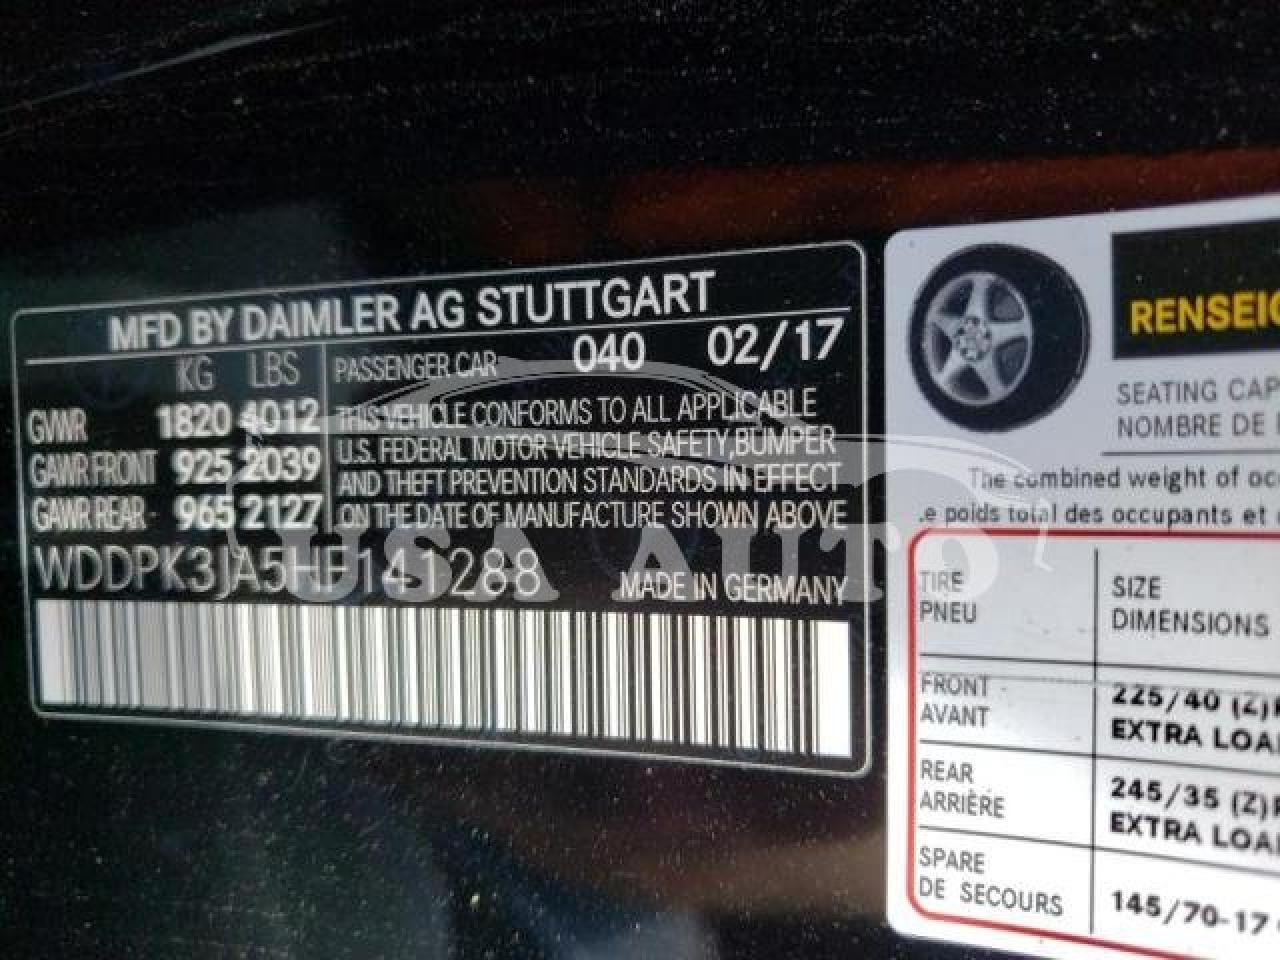 MFD BY DAIMLER AG STUTTGART
KG LBS
PASSENGER CAR 040 02/17
GVWR 1820 4012
GAWR FRONT 925 2039
GAWR REAR 965 2127
THIS VEHICLE CONFORMS TO ALL APPLICABLE
U.S. FEDERAL MOTOR VEHICLE SAFETY, BUMPER
AND THEFT PREVENTION STANDARDS IN EFFECT
ON THE DATE OF MANUFACTURE SHOWN ABOVE
WDDPK3JA5HF141288 MADE IN GERMANY
USA AUTO
RENSEIG
SEATING CAP
NOMBRE DE
The combined weight of occ
.e poids total des occupants et
TIRE SIZE
PNEU DIMENSIONS
FRONT 225/40 (Z)
AVANT EXTRA LOA
REAR 245/35 (Z)
ARRIÈRE EXTRA LOA
SPARE
DE SECOURS 145/70-17